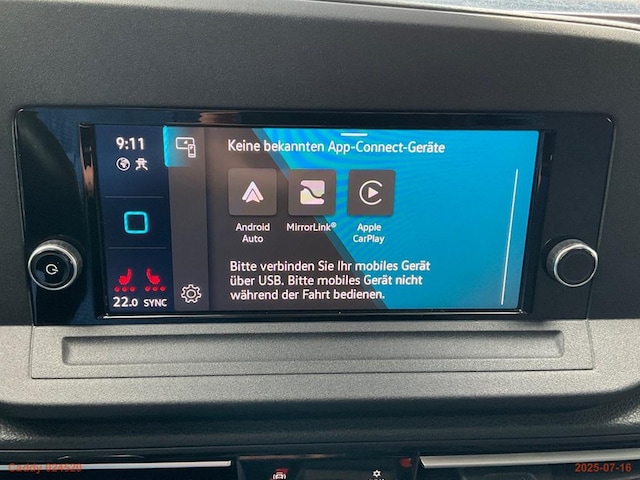 9:11
Keine bekannten App-Connect-Geräte
Android
Auto
MirrorLink®
Apple
CarPlay
Bitte verbinden Sie Ihr mobiles Gerät
über USB. Bitte mobiles Gerät nicht
während der Fahrt bedienen.
22.0 SYNC
Caddy
2025-07-16